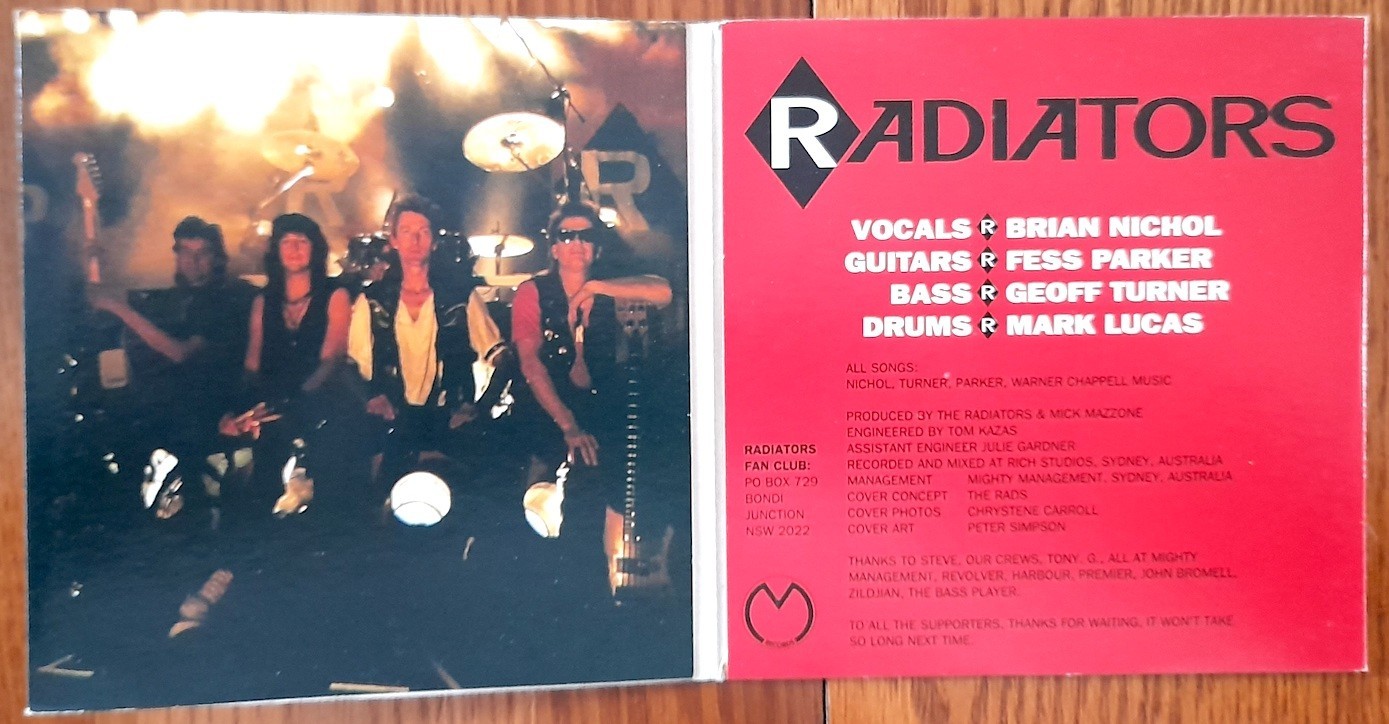 R
R
RADIATORS
VOCALS R BRIAN NICHOL
GUITARS R FESS PARKER
BASS R GEOFF TURNER
DRUMS R MARK LUCAS
ALL SONGS:
NICHOL, TURNER, PARKER, WARNER CHAPPELL MUSIC
PRODUCED BY THE RADIATORS & MICK MAZZONE
ENGINEERED BY TOM KAZAS
ASSISTANT ENGINEER JULIE GARDNER
RECORDED AND MIXED AT RICH STUDIOS, SYDNEY, AUSTRALIA
MANAGEMENT MIGHTY MANAGEMENT, SYDNEY, AUSTRALIA
COVER CONCEPT THE RADS
COVER PHOTOS CHRYSTENE CARROLL
COVER ART PETER SIMPSON
RADIATORS
FAN CLUB:
PO BOX 729
BONDI
JUNCTION
NSW 2022
THANKS TO STEVE, OUR CREWS, TONY. G., ALL AT MIGHTY
MANAGEMENT, REVOLVER, HARBOUR, PREMIER, JOHN BROMELL,
ZILDJIAN, THE BASS PLAYER.
TO ALL THE SUPPORTERS, THANKS FOR WAITING, IT WON'T TAKE
SO LONG NEXT TIME.